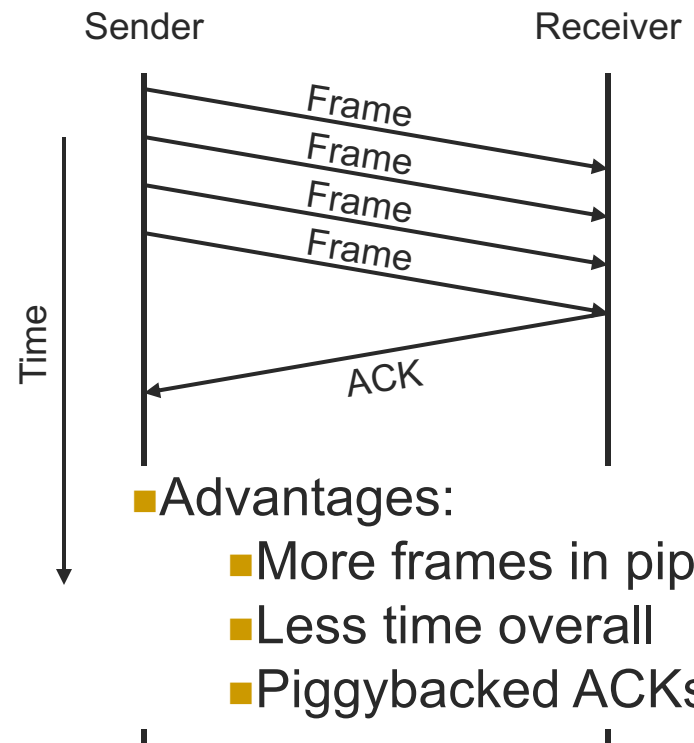 Sender Receiver
Frame
Frame
Frame
Frame
Time
ACK
■Advantages:
■More frames in pip
■Less time overall
■Piggybacked ACKs